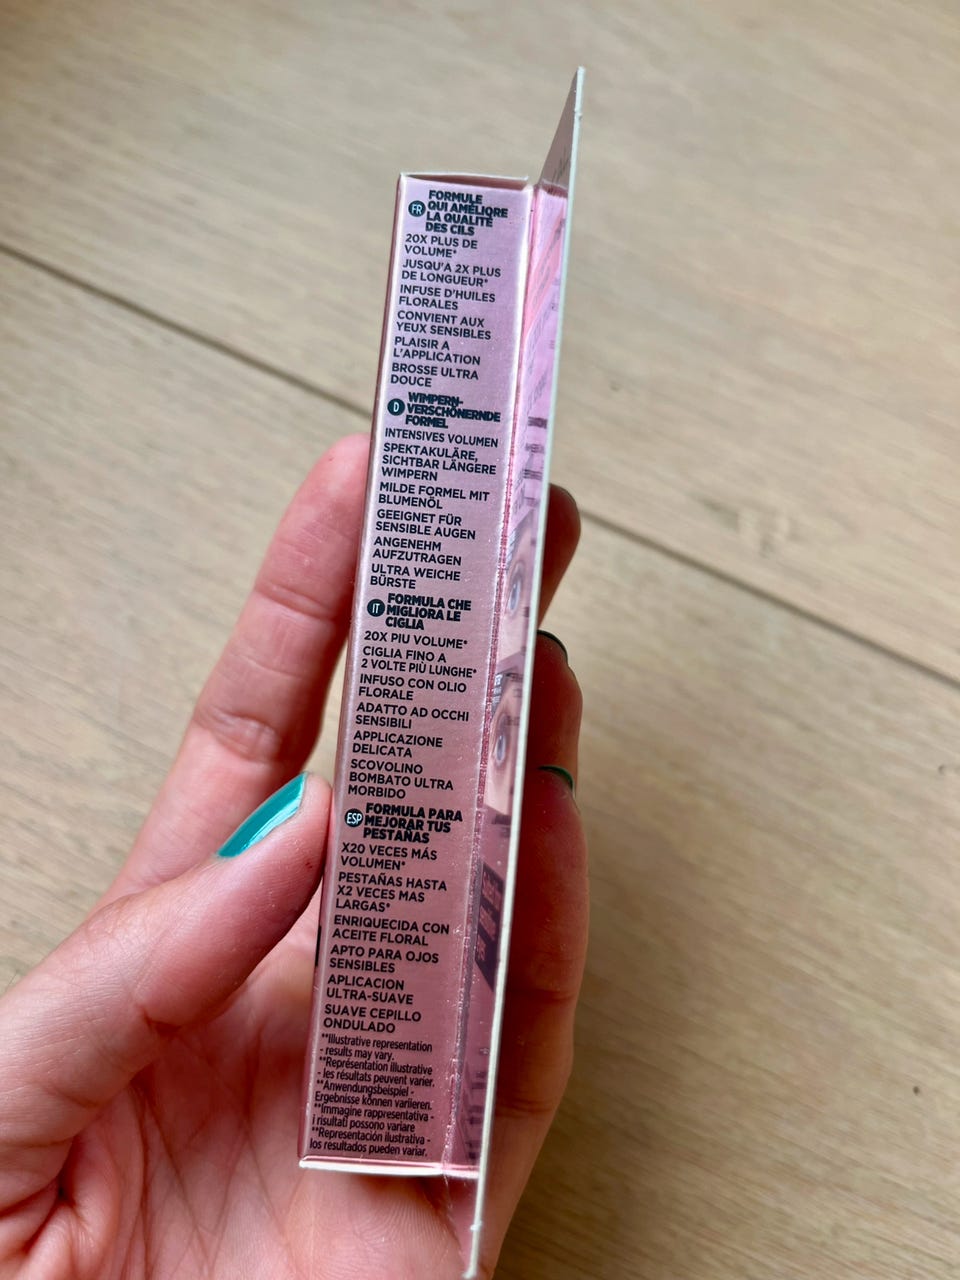 FR
FORMULE
QUI AMÉLIORE
LA QUALITÉ
DES CILS
20X PLUS DE
VOLUME*
JUSQU'A 2X PLUS
DE LONGUEUR*
INFUSE D'HUILES
FLORALES
CONVIENT AUX
YEUX SENSIBLES
PLAISIR A
L'APPLICATION
BROSSE ULTRA
DOUCE
D
WIMPERN-
VERSCHÖNERNDE
FORMEL
INTENSIVES VOLUMEN
SPEKTAKULÄRE,
SICHTBAR LÄNGERE
WIMPERN
MILDE FORMEL MIT
BLUMENÖL
GEEIGNET FÜR
SENSIBLE AUGEN
ANGENEHM
AUFZUTRAGEN
ULTRA WEICHE
BÜRSTE
IT
FORMULA CHE
MIGLIORA LE
CIGLIA
20X PIU VOLUME*
CIGLIA FINO A
2 VOLTE PIÙ LUNGHE*
INFUSO CON OLIO
FLORALE
ADATTO AD OCCHI
SENSIBILI
APPLICAZIONE
DELICATA
SCOVOLINO
BOMBATO ULTRA
MORBIDO
ESP
FORMULA PARA
MEJORAR TUS
PESTAÑAS
X20 VECES MÁS
VOLUMEN*
PESTAÑAS HASTA
X2 VECES MAS
LARGAS*
ENRIQUECIDA CON
ACEITE FLORAL
APTO PARA OJOS
SENSIBLES
APLICACION
ULTRA-SUAVE
SUAVE CEPILLO
ONDULADO
**Illustrative representation
- results may vary.
**Représentation illustrative
- les résultats peuvent varier.
**Anwendungsbeispiel -
Ergebnisse können variieren.
**Immagine rappresentativa -
i risultati possono variare
**Representación ilustrativa -
los resultados pueden variar.